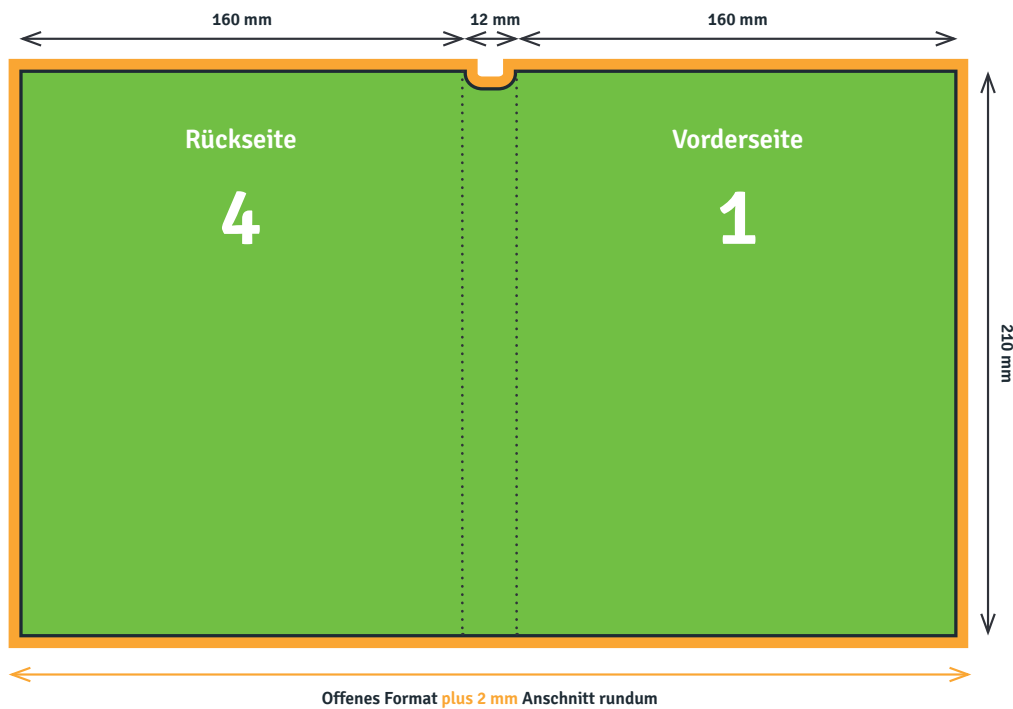 160 mm
12 mm
160 mm
Rückseite
Vorderseite
4
1
210 mm
Offenes Format plus 2 mm Anschnitt rundum